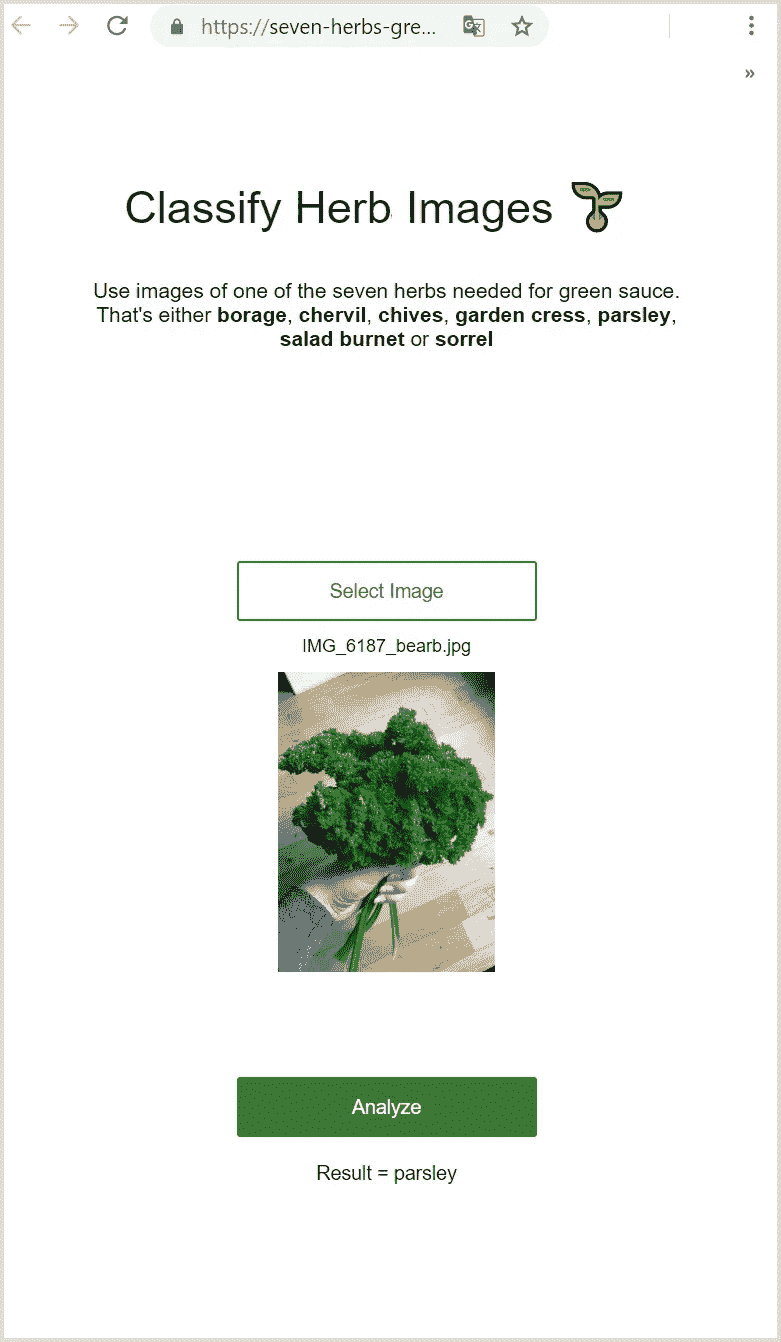 https://seven-herbs-gre...
»
Classify Herb Images
Use images of one of the seven herbs needed for green sauce.
That's either borage, chervil, chives, garden cress, parsley,
salad burnet or sorrel
Select Image
IMG_6187_bearb.jpg
Analyze
Result = parsley